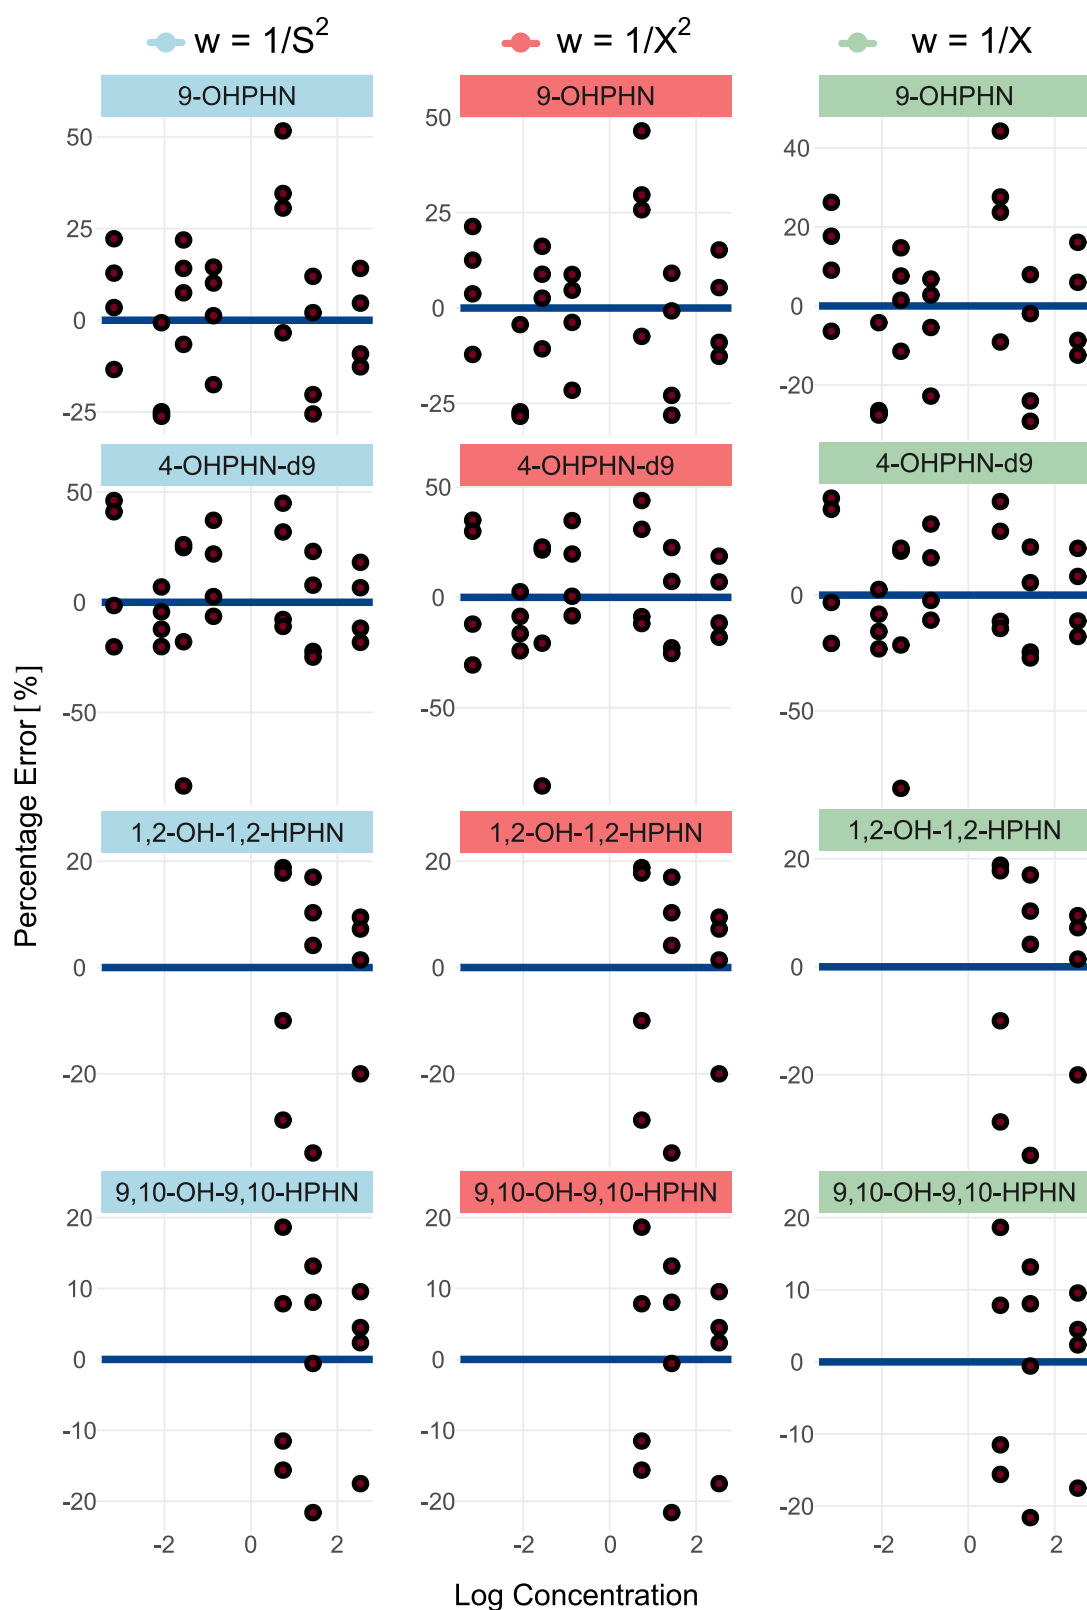 w = 1/S² w = 1/X² w = 1/X
9-OHPHN 9-OHPHN 9-OHPHN
50 25 0 -25
50 25 0 -25
40 20 0 -20
4-OHPHN-d9 4-OHPHN-d9 4-OHPHN-d9
50 0 -50
50 0 -50
0 -50
Percentage Error [%]
1,2-OH-1,2-HPHN 1,2-OH-1,2-HPHN 1,2-OH-1,2-HPHN
20 0 -20
20 0 -20
20 0 -20
9,10-OH-9,10-HPHN 9,10-OH-9,10-HPHN 9,10-OH-9,10-HPHN
20 10 0 -10 -20
20 10 0 -10 -20
20 10 0 -10 -20
-2 0 2 -2 0 2 -2 0 2
Log Concentration